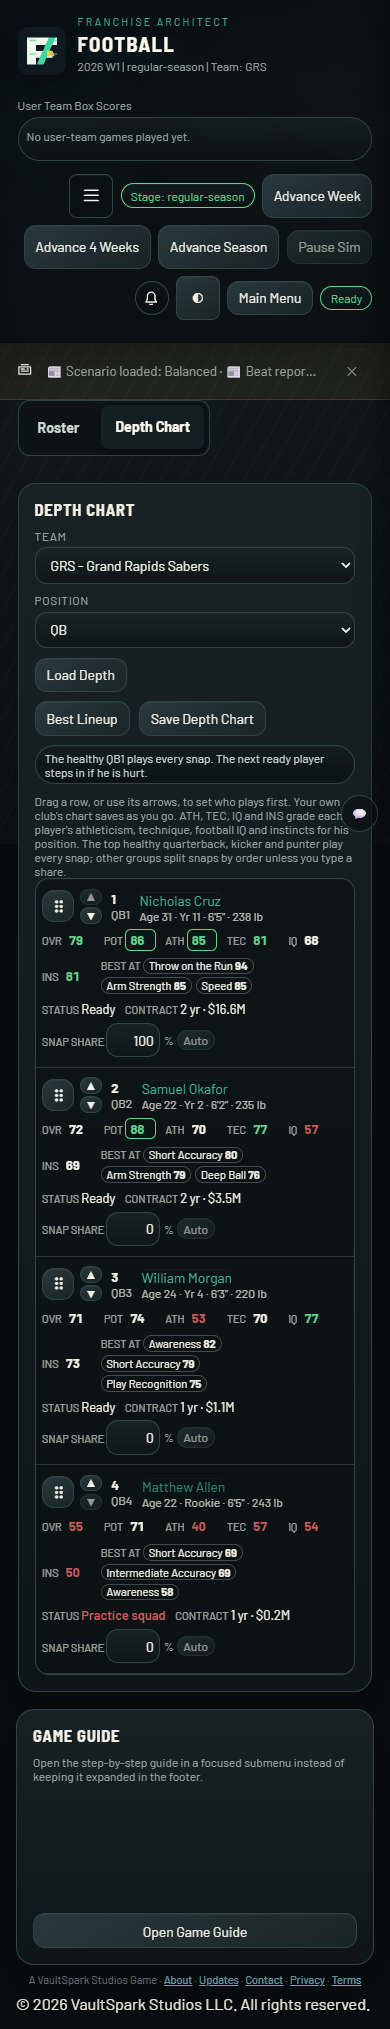 FRANCHISE ARCHITECT
FOOTBALL
2026 W1 | regular-season | Team: GRS
User Team Box Scores
No user-team games played yet.
Stage: regular-season
Advance Week
Advance 4 Weeks
Advance Season
Pause Sim
Main Menu
Ready
Scenario loaded: Balanced · Beat repor...
Roster
Depth Chart
DEPTH CHART
TEAM
GRS - Grand Rapids Sabers
POSITION
QB
Load Depth
Best Lineup
Save Depth Chart
The healthy QB1 plays every snap. The next ready player
steps in if he is hurt.
Drag a row, or use its arrows, to set who plays first. Your own
club's chart saves as you go. ATH, TEC, IQ and INS grade each
player's athleticism, technique, football IQ and instincts for his
position. The top healthy quarterback, kicker and punter play
every snap; other groups split snaps by order unless you type a
share.
1 Nicholas Cruz
QB1 Age 31 · Yr 11 · 6'5" · 238 lb
OVR 79 POT 86 ATH 85 TEC 81 IQ 68
INS 81 BEST AT Throw on the Run 94
Arm Strength 85 Speed 85
STATUS Ready CONTRACT 2 yr · $16.6M
SNAP SHARE 100 % Auto
2 Samuel Okafor
QB2 Age 22 · Yr 2 · 6'2" · 235 lb
OVR 72 POT 88 ATH 70 TEC 77 IQ 57
INS 69 BEST AT Short Accuracy 80
Arm Strength 79 Deep Ball 76
STATUS Ready CONTRACT 2 yr · $3.5M
SNAP SHARE 0 % Auto
3 William Morgan
QB3 Age 24 · Yr 4 · 6'3" · 220 lb
OVR 71 POT 74 ATH 53 TEC 70 IQ 77
INS 73 BEST AT Awareness 82
Short Accuracy 79
Play Recognition 75
STATUS Ready CONTRACT 1 yr · $1.1M
SNAP SHARE 0 % Auto
4 Matthew Allen
QB4 Age 22 · Rookie · 6'5" · 243 lb
OVR 55 POT 71 ATH 40 TEC 57 IQ 54
INS 50 BEST AT Short Accuracy 69
Intermediate Accuracy 69
Awareness 58
STATUS Practice squad CONTRACT 1 yr · $0.2M
SNAP SHARE 0 % Auto
GAME GUIDE
Open the step-by-step guide in a focused submenu instead of
keeping it expanded in the footer.
Open Game Guide
A VaultSpark Studios Game · About · Updates · Contact · Privacy · Terms
© 2026 VaultSpark Studios LLC. All rights reserved.